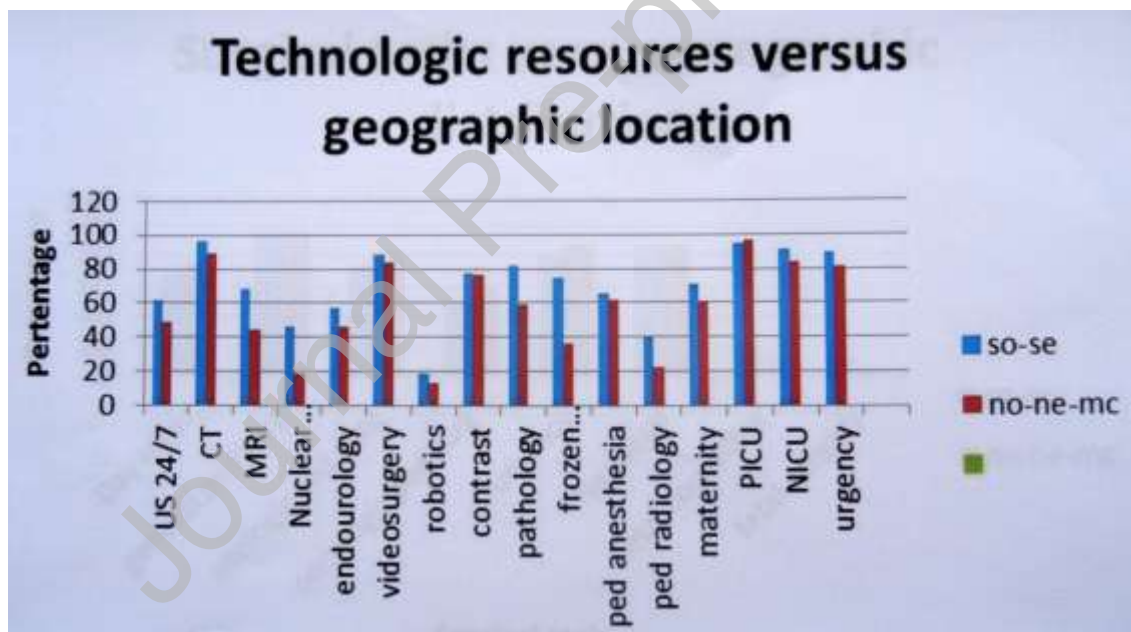 Technologic resources versus
geographic location
Pertentage
120
100
80
60
40
20
0
US 24/7
CT
MRI
Nuclear...
endourology
videosurgery
robotics
contrast
pathology
frozen...
ped anesthesia
ped radiology
maternity
PICU
NICU
urgency
so-se
no-ne-mc
Journal Pre-p